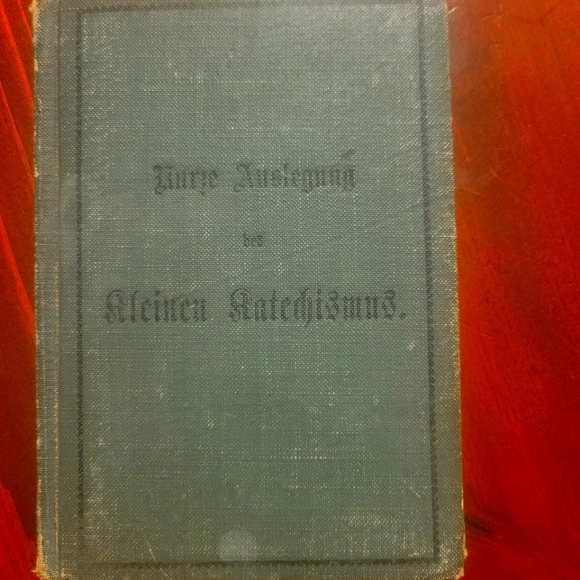 Kurze Auslegung
des
Kleinen Katechismus.